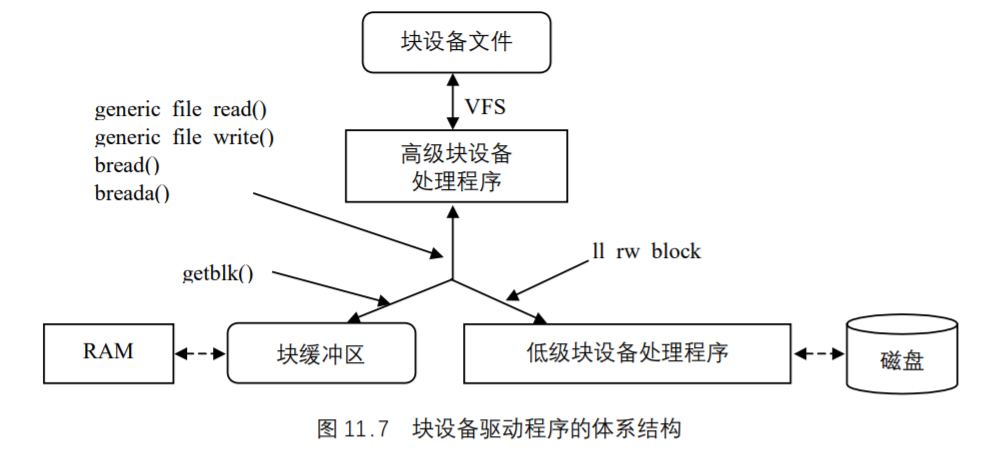 块设备文件
VFS
generic file read()
generic file write()
bread()
breada()
高级块设备
处理程序
getblk()
ll rw block
RAM
块缓冲区
低级块设备处理程序
磁盘
图 11.7 块设备驱动程序的体系结构